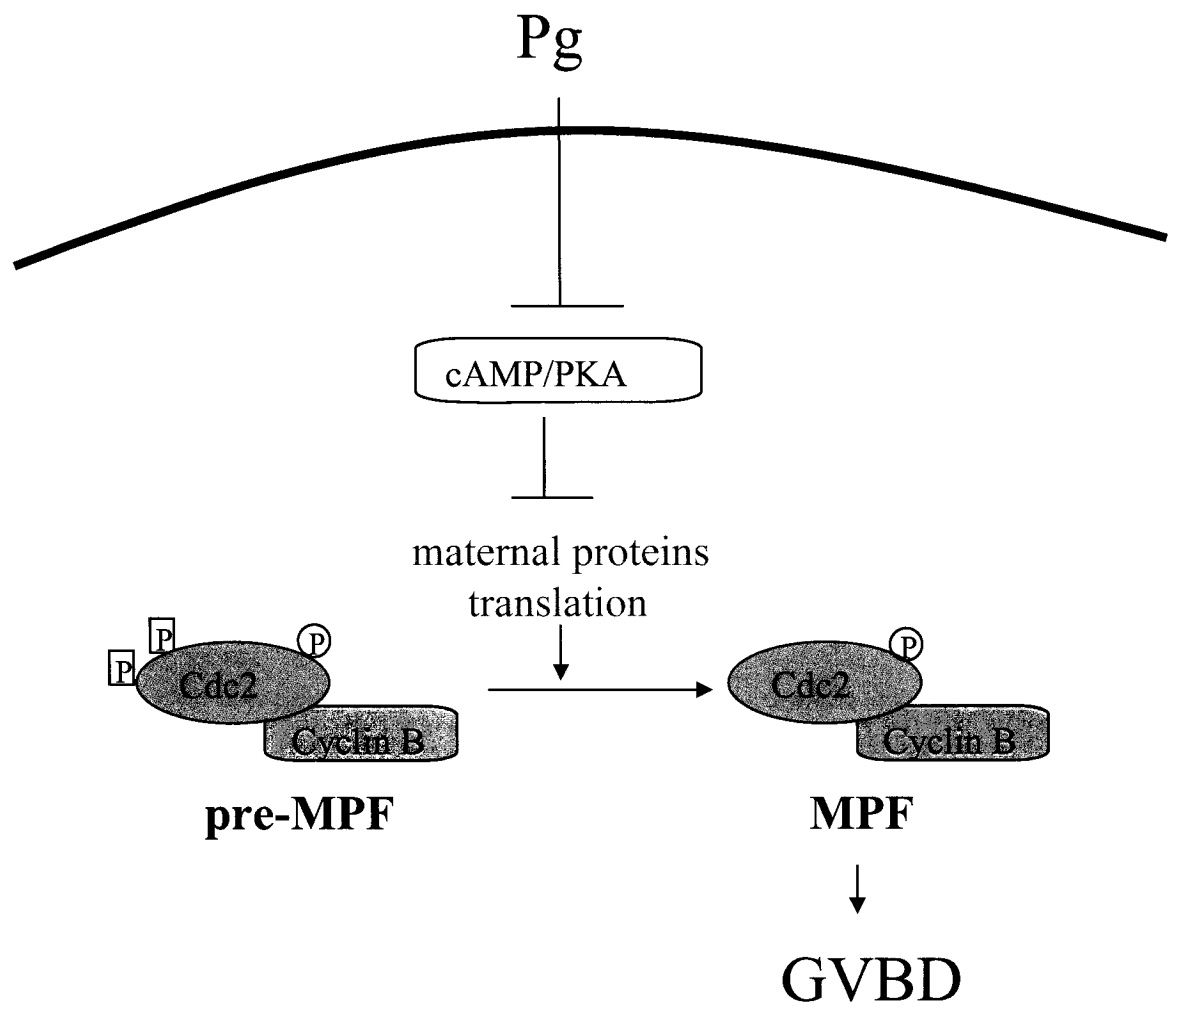 Pg
cAMP/PKA
maternal proteins
translation
P
P
P
Cdc2
Cyclin B
pre-MPF
P
Cdc2
Cyclin B
MPF
GVBD